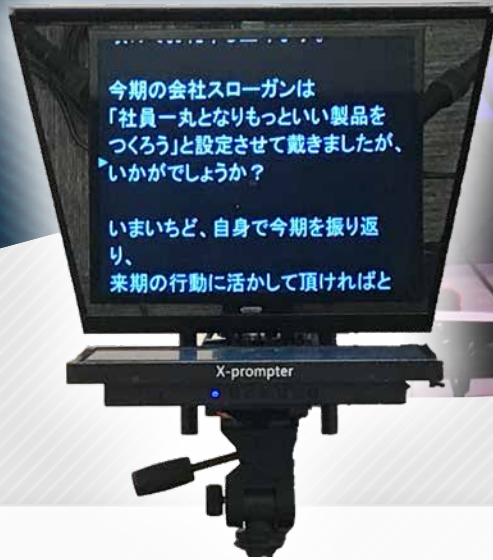 今期の会社スローガンは
「社員一丸となりもっといい製品を
つくろう」と設定させて戴きましたが、
いかがでしょうか？
いまいちど、自身で今期を振り返
り、
来期の行動に活かして頂ければと
X-prompter